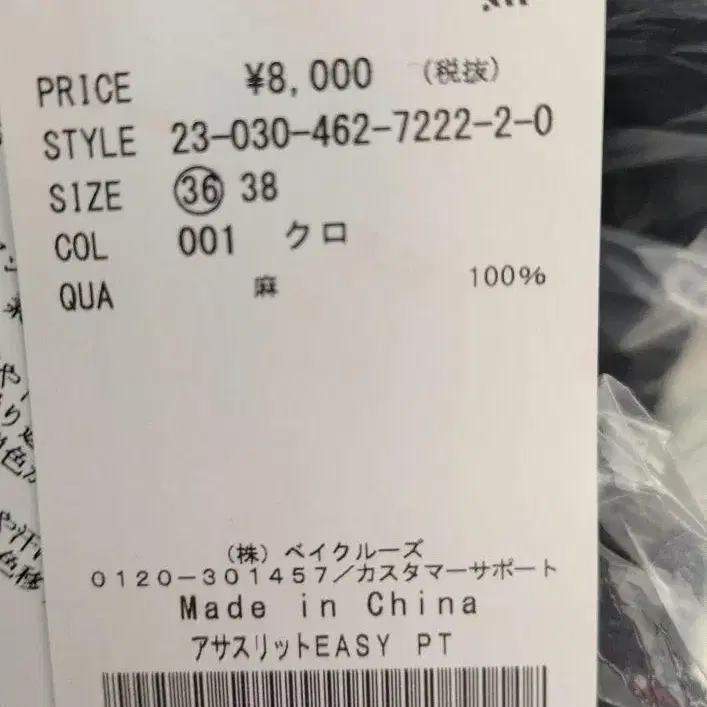 PRICE ¥8,000 (税抜)
STYLE 23-030-462-7222-2-0
SIZE 36 38
COL 001 クロ
QUA 麻 100%
(株) ベイクルーズ
0120-301457/カスタマーサポート
Made in China
アサスリットEASY PT